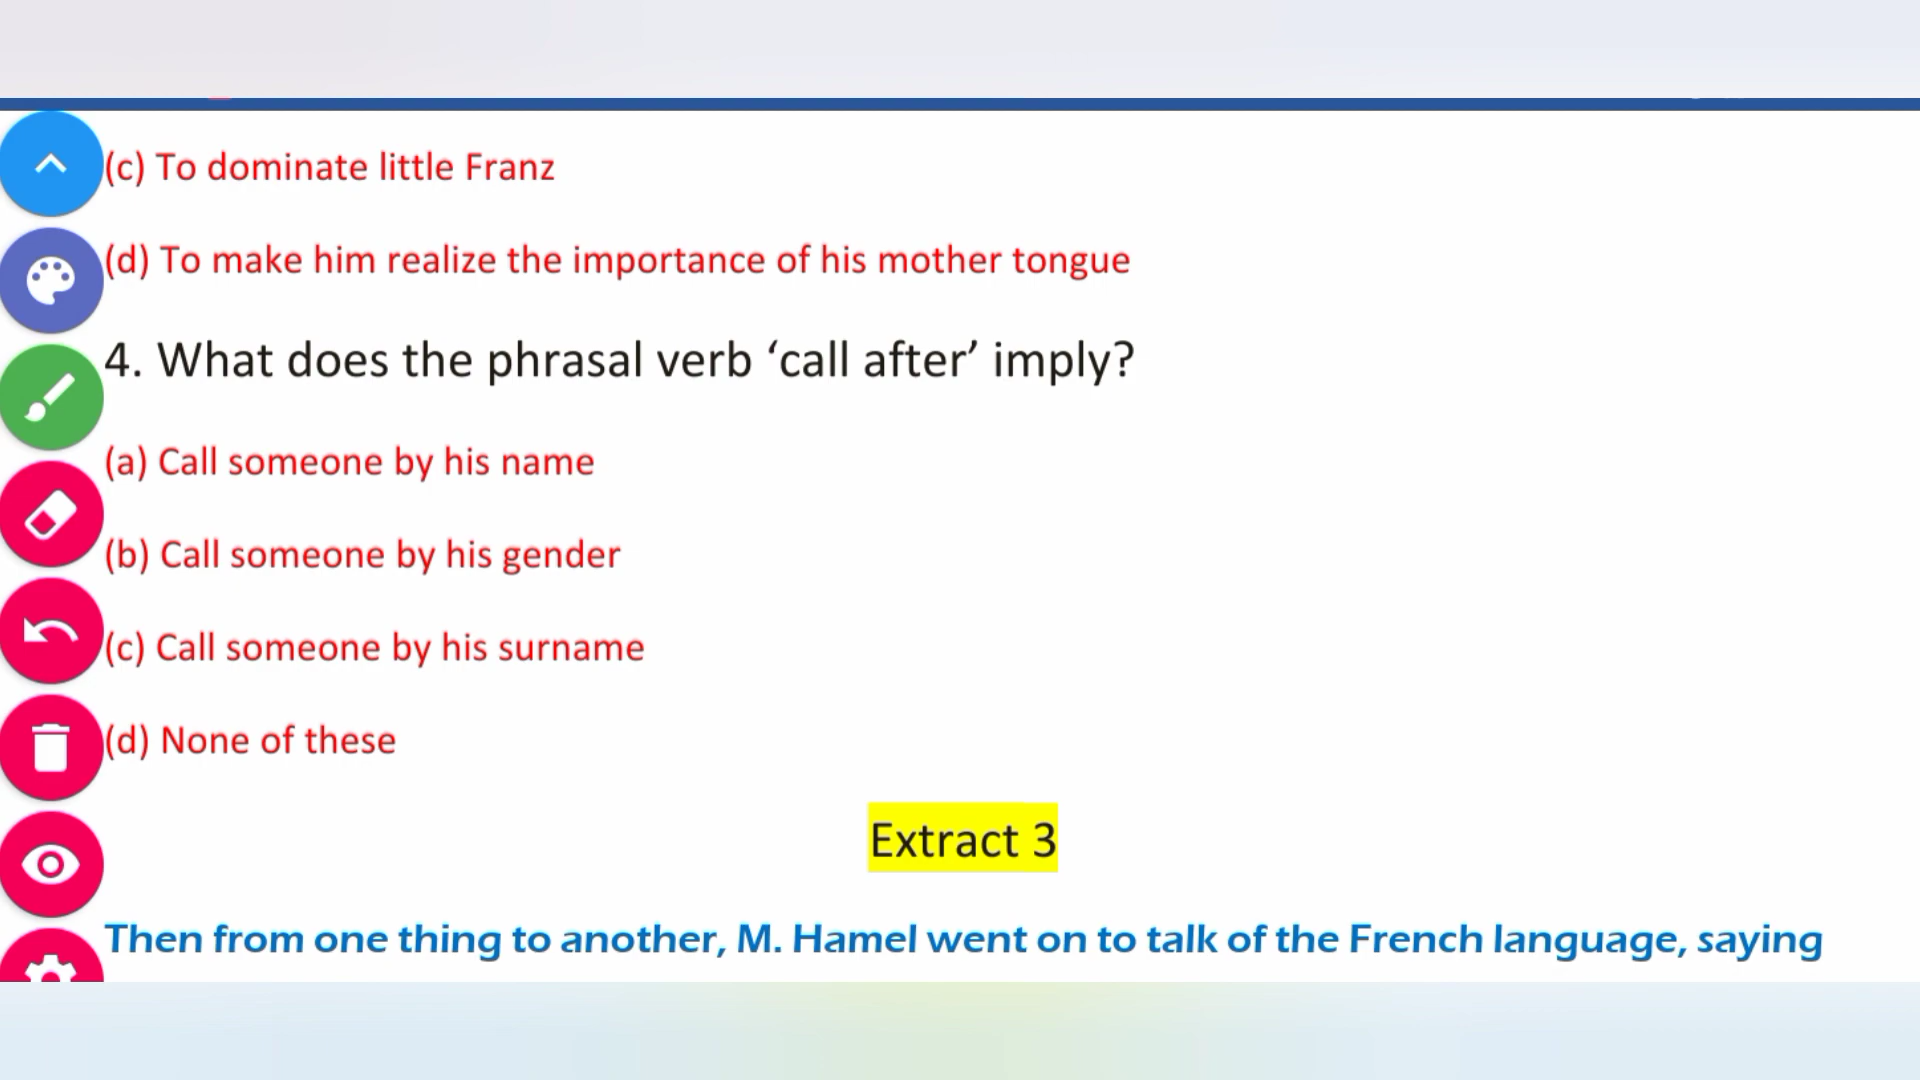 (c) To dominate little Franz
(d) To make him realize the importance of his mother tongue
4. What does the phrasal verb ‘call after’ imply?
(a) Call someone by his name
(b) Call someone by his gender
(c) Call someone by his surname
(d) None of these
Extract 3
Then from one thing to another, M. Hamel went on to talk of the French language, saying